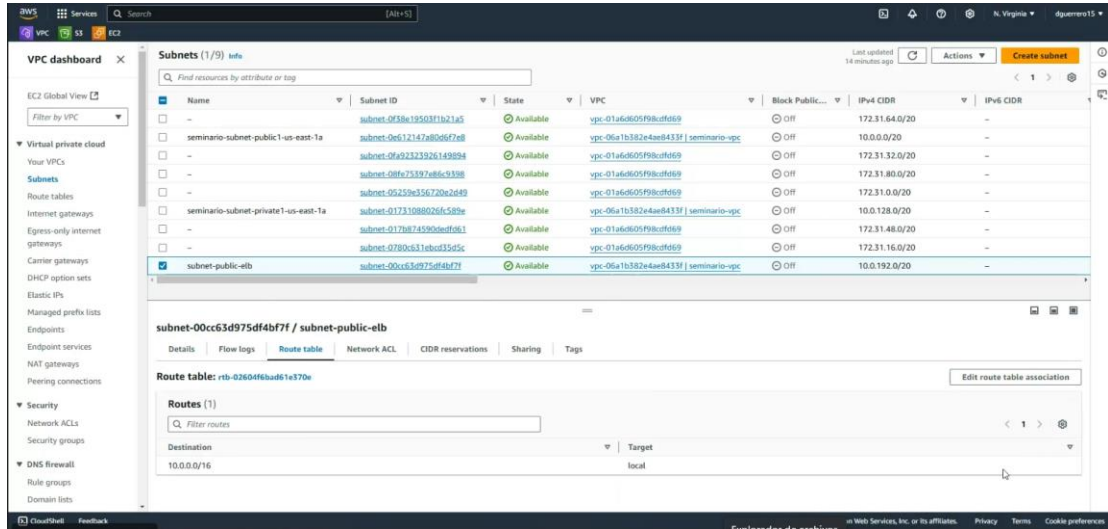 aws Services Search [Alt+S] N. Virginia dguerrero15
VPC S3 EC2
VPC dashboard
EC2 Global View
Filter by VPC
Virtual private cloud
Your VPCs
Subnets
Route tables
Internet gateways
Egress-only internet
gateways
Carrier gateways
DHCP option sets
Elastic IPs
Managed prefix lists
Endpoints
Endpoint services
NAT gateways
Peering connections
Security
Network ACLs
Security groups
DNS firewall
Rule groups
Domain lists
Subnets (1/9) Info
Last updated
14 minutes ago
Actions
Create subnet
Find resources by attribute or tag
1
Name Subnet ID State VPC Block Public... IPv4 CIDR IPv6 CIDR
- subnet-0f38e19503f1b21a5 Available vpc-01a6d605f98cdfd69 Off 172.31.64.0/20 -
seminario-subnet-public1-us-east-1a subnet-0e612147a80d6f7e8 Available vpc-06a1b382e4ae8433f | seminario-vpc Off 10.0.0.0/20 -
- subnet-0fa92323926149894 Available vpc-01a6d605f98cdfd69 Off 172.31.32.0/20 -
- subnet-08fe75397e86c9398 Available vpc-01a6d605f98cdfd69 Off 172.31.80.0/20 -
- subnet-05259e356720e2d49 Available vpc-01a6d605f98cdfd69 Off 172.31.0.0/20 -
seminario-subnet-private1-us-east-1a subnet-01731088026fc589e Available vpc-06a1b382e4ae8433f | seminario-vpc Off 10.0.128.0/20 -
- subnet-017b874590dedfd61 Available vpc-01a6d605f98cdfd69 Off 172.31.48.0/20 -
- subnet-0780c631ebcd35d5c Available vpc-01a6d605f98cdfd69 Off 172.31.16.0/20 -
subnet-public-elb subnet-00cc63d975df4bf7f Available vpc-06a1b382e4ae8433f | seminario-vpc Off 10.0.192.0/20 -
subnet-00cc63d975df4bf7f / subnet-public-elb
Details Flow logs Route table Network ACL CIDR reservations Sharing Tags
Route table: rtb-02604f6bad61e370e
Edit route table association
Routes (1)
Filter routes
1
Destination Target
10.0.0.0/16 local
CloudShell Feedback on Web Services, Inc. or its affiliates. Privacy Terms Cookie preferences